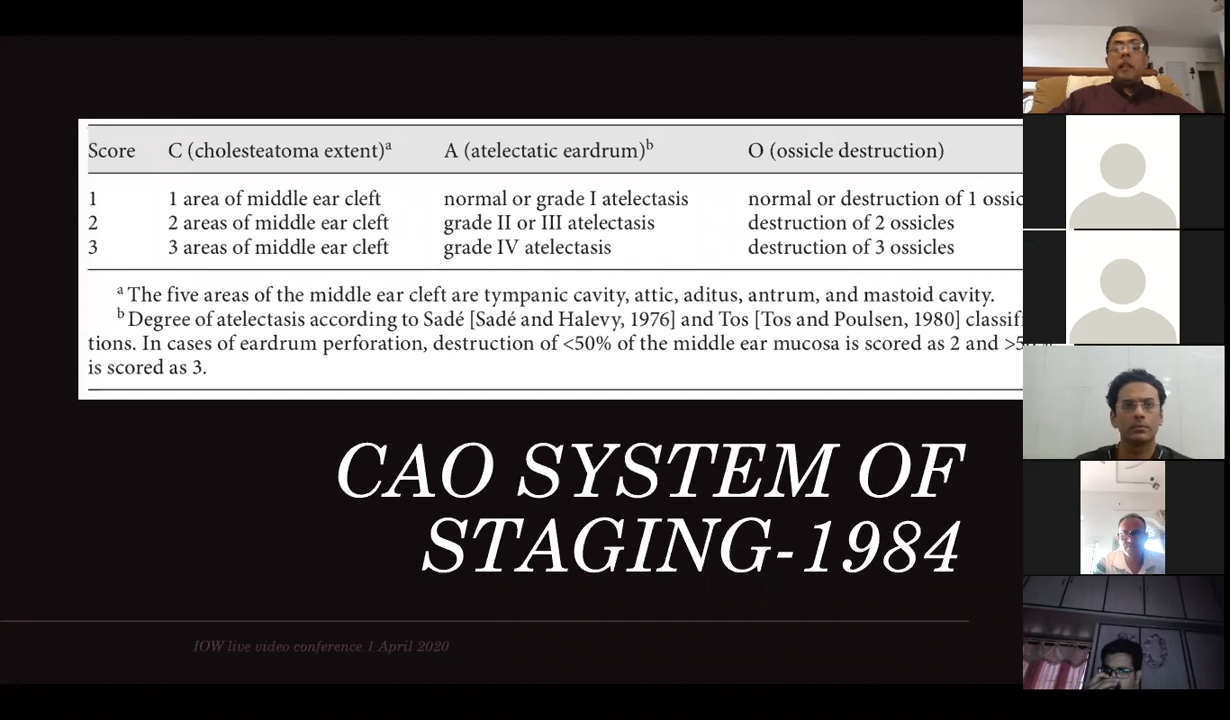 Score C (cholesteatoma extent)a A (atelectatic eardrum)b O (ossicle destruction)
1 1 area of middle ear cleft normal or grade I atelectasis normal or destruction of 1 ossic
2 2 areas of middle ear cleft grade II or III atelectasis destruction of 2 ossicles
3 3 areas of middle ear cleft grade IV atelectasis destruction of 3 ossicles
a The five areas of the middle ear cleft are tympanic cavity, attic, aditus, antrum, and mastoid cavity.
b Degree of atelectasis according to Sadé [Sadé and Halevy, 1976] and Tos [Tos and Poulsen, 1980] classifi
tions. In cases of eardrum perforation, destruction of <50% of the middle ear mucosa is scored as 2 and
is scored as 3.
CAO SYSTEM OF
STAGING-1984
IOW live video conference 1 April 2020